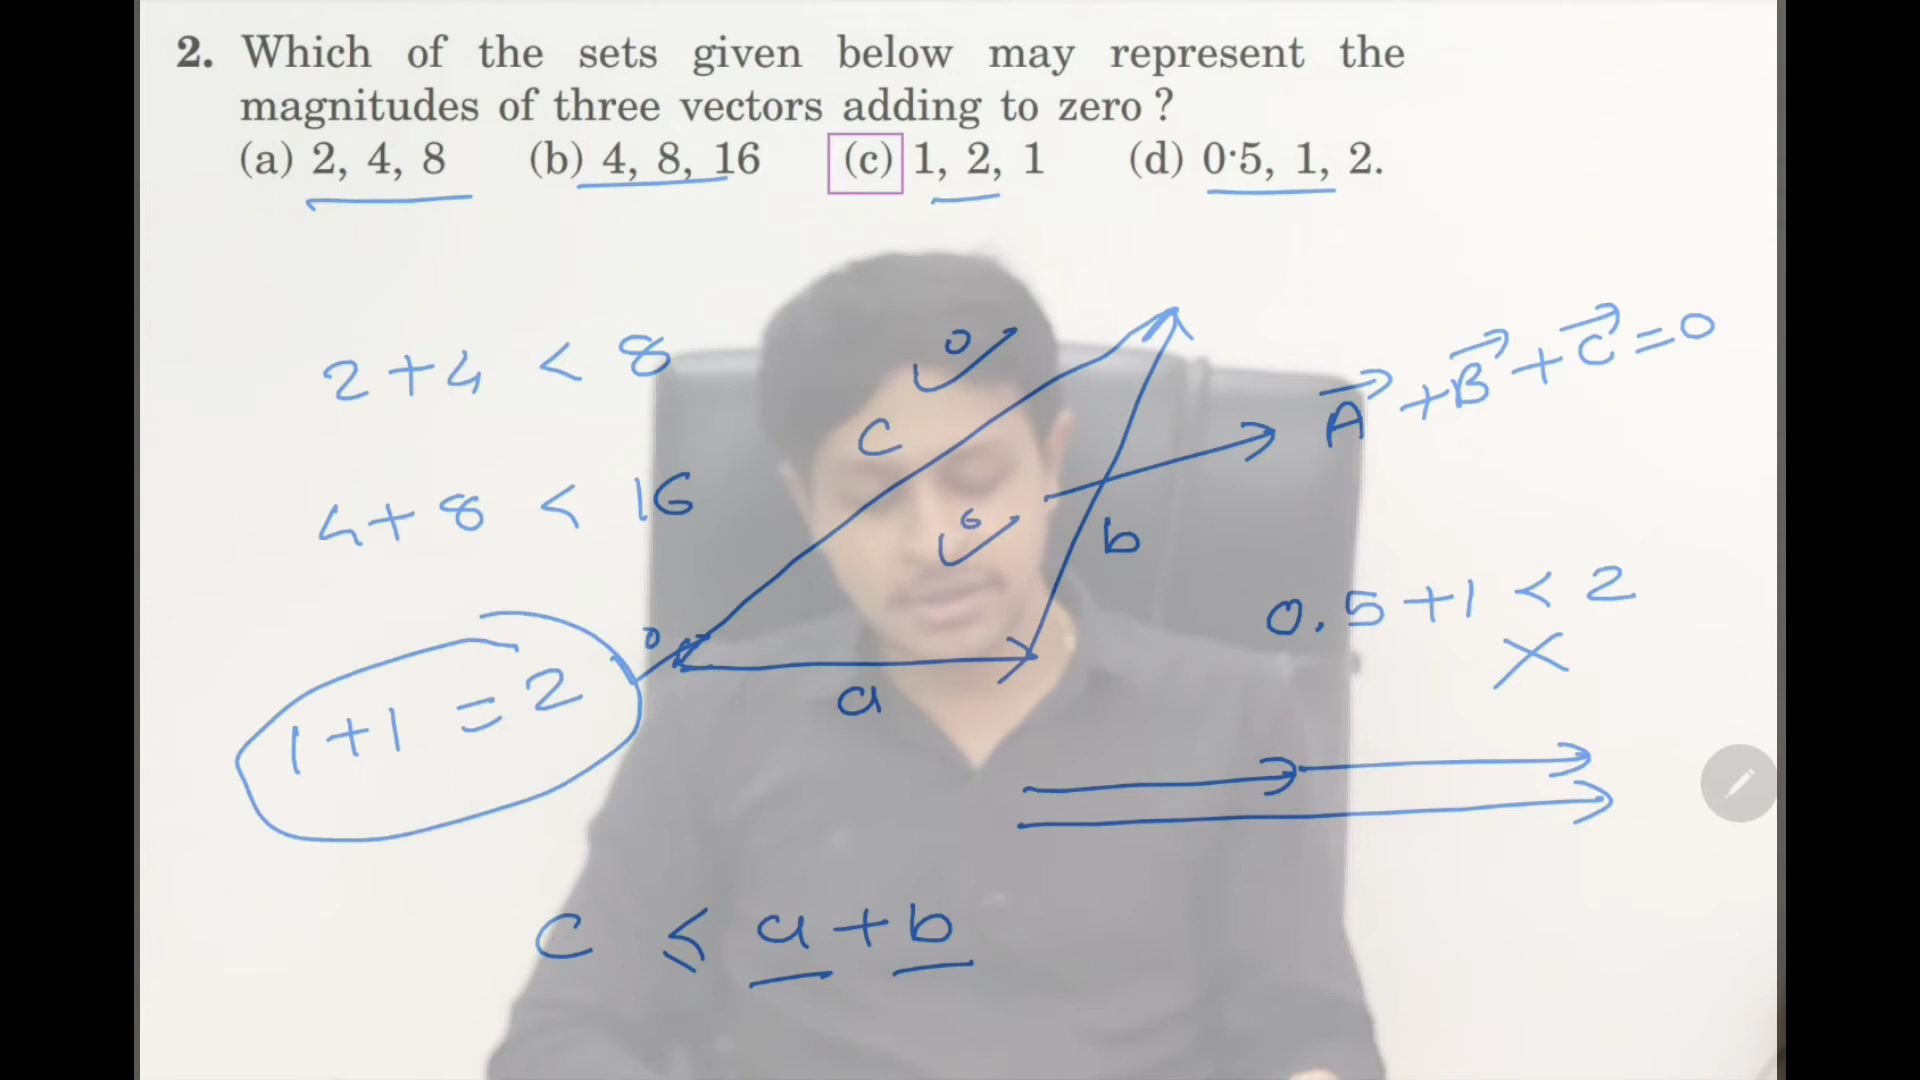 2. Which of the sets given below may represent the
magnitudes of three vectors adding to zero ?
(a) 2, 4, 8 (b) 4, 8, 16 (c) 1, 2, 1 (d) 0·5, 1, 2.
2 + 4 < 8
A + B + C = 0
C
4 + 8 < 16
b
0.5 + 1 < 2
a
1 + 1 = 2
C ≤ a + b